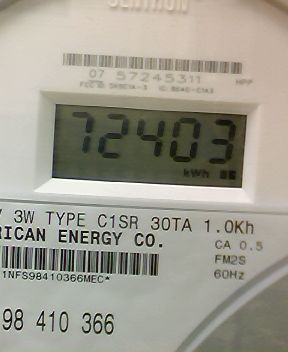 CENTRON
07 57245311
72403
kWh
V 3W TYPE C1SR 30TA 1.0Kh
RICAN ENERGY CO.
CA 0.5
FM2S
60Hz
1NFS98410366MEC*
98 410 366